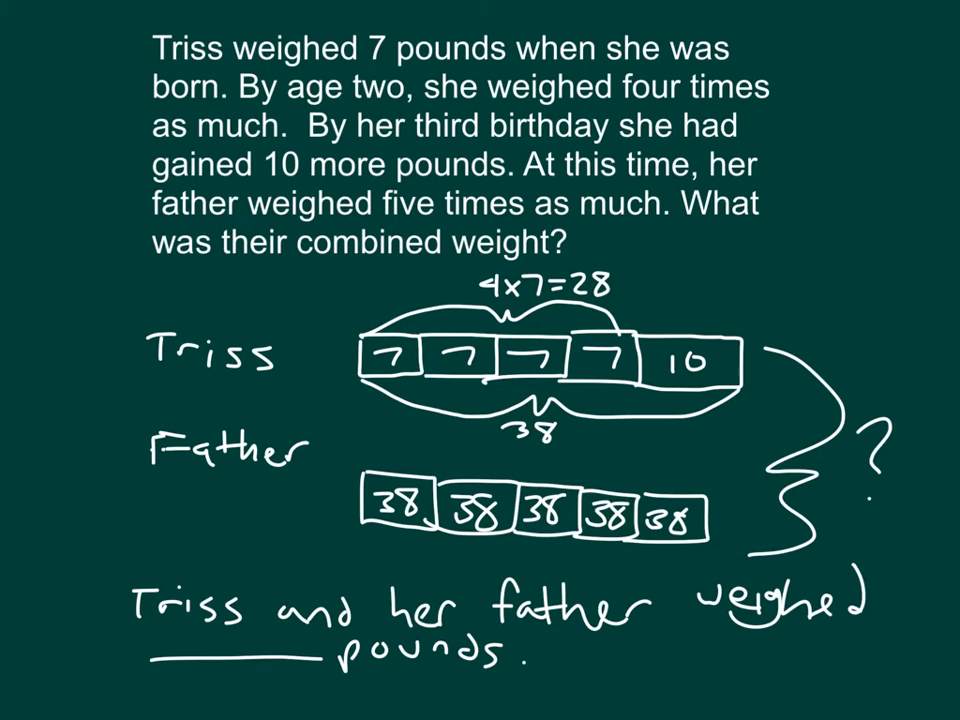 Triss weighed 7 pounds when she was
born. By age two, she weighed four times
as much.  By her third birthday she had
gained 10 more pounds. At this time, her
father weighed five times as much. What
was their combined weight?
4x7=28
Triss 7 7 7 7 10
38
?
Father
38 38 38 38 38
Triss and her father weighed
______ pounds.